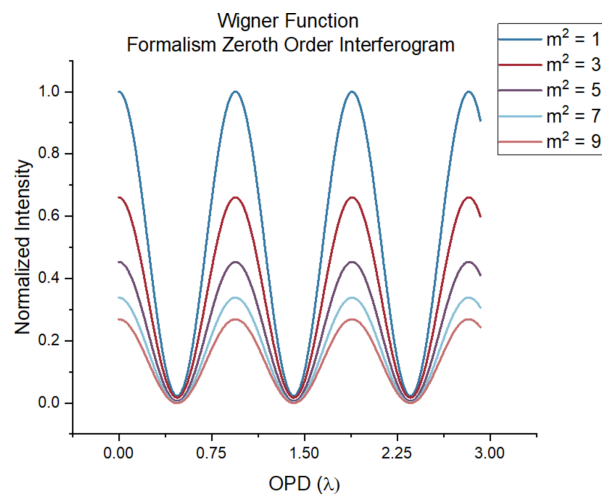 Wigner Function
Formalism Zeroth Order Interferogram
m² = 1
m² = 3
m² = 5
m² = 7
m² = 9
Normalized Intensity
1.0
0.8
0.6
0.4
0.2
0.0
0.00 0.75 1.50 2.25 3.00
OPD (λ)